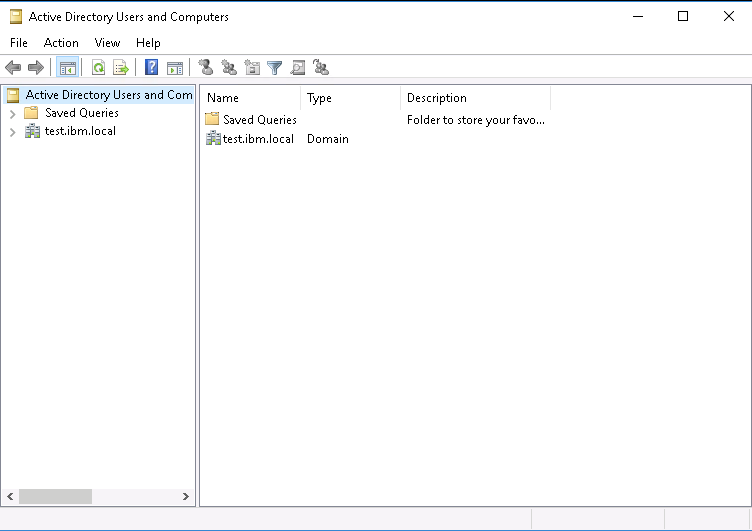 Active Directory Users and Computers
File Action View Help
Active Directory Users and Com
Saved Queries
test.ibm.local
Name Type Description
Saved Queries Folder to store your favo...
test.ibm.local Domain